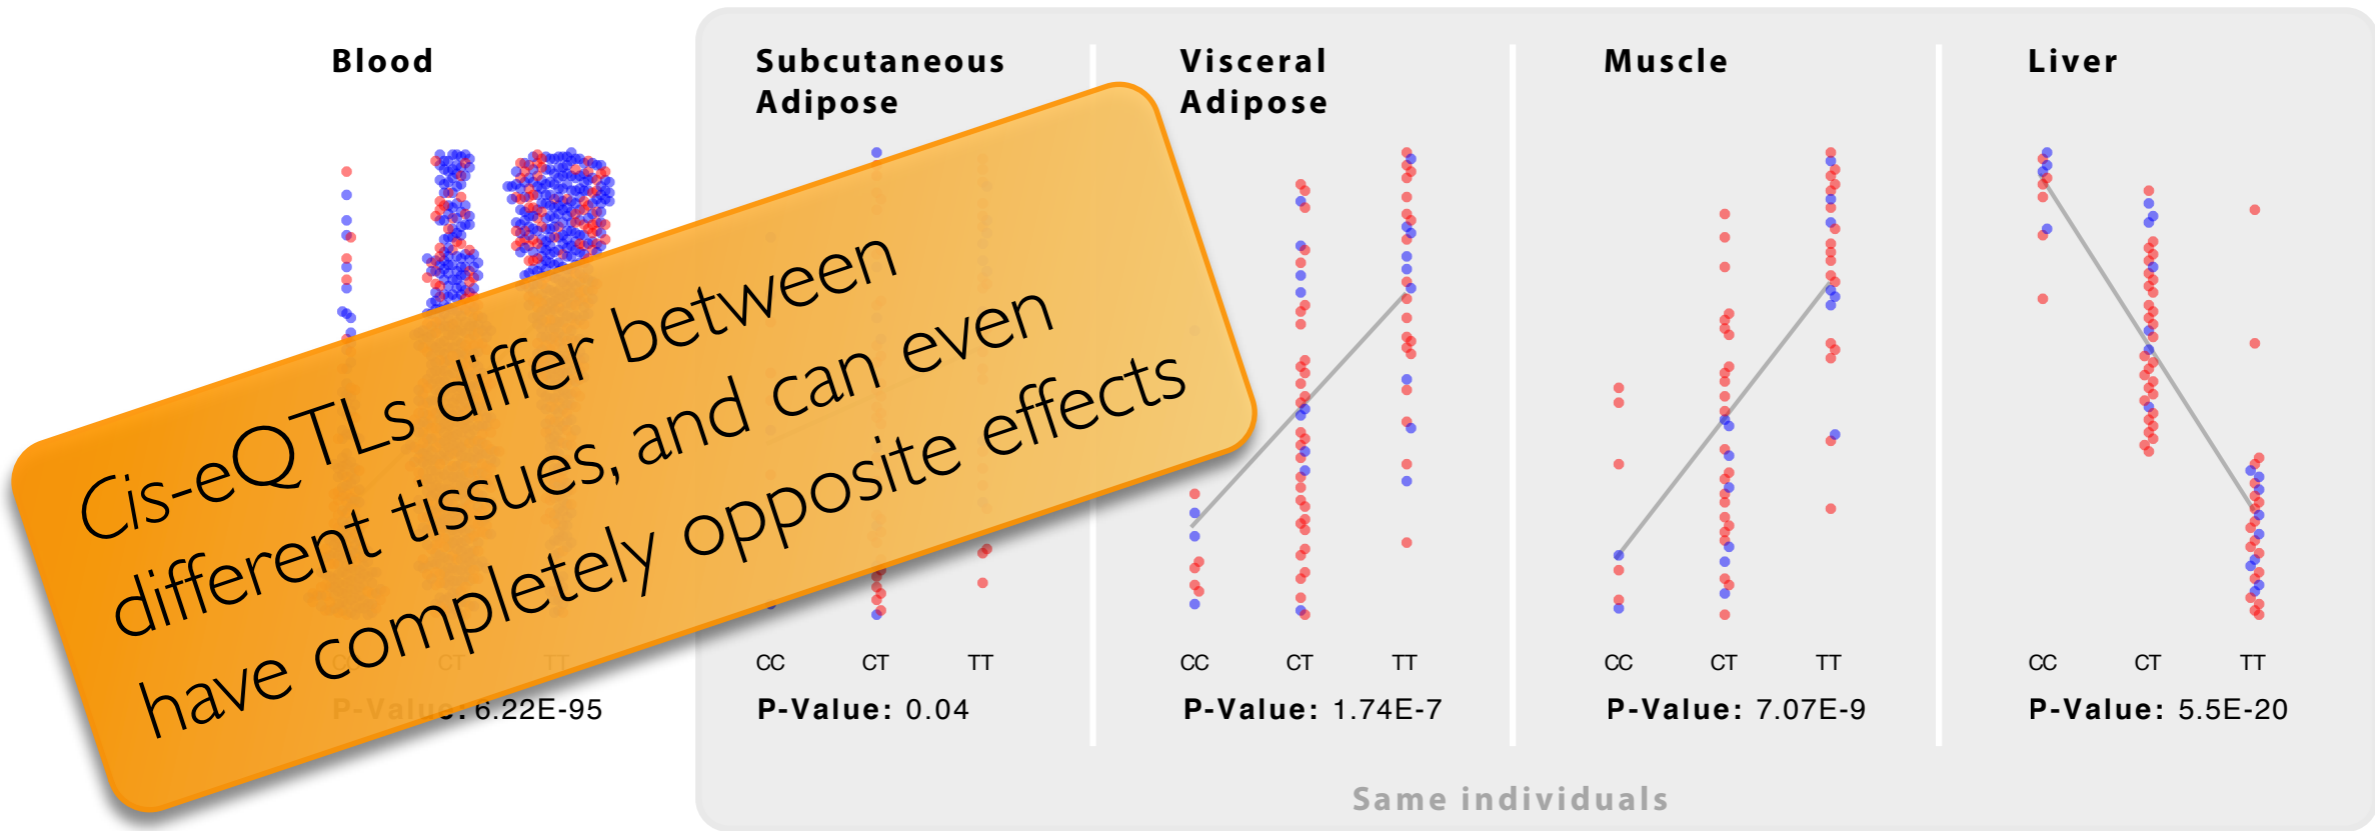 Blood
Subcutaneous
Adipose
Visceral
Adipose
Muscle
Liver
Cis-eQTLs differ between
different tissues, and can even
have completely opposite effects
CC CT TT
P-Value: 6.22E-95
CC CT TT
P-Value: 0.04
CC CT TT
P-Value: 1.74E-7
CC CT TT
P-Value: 7.07E-9
CC CT TT
P-Value: 5.5E-20
Same individuals